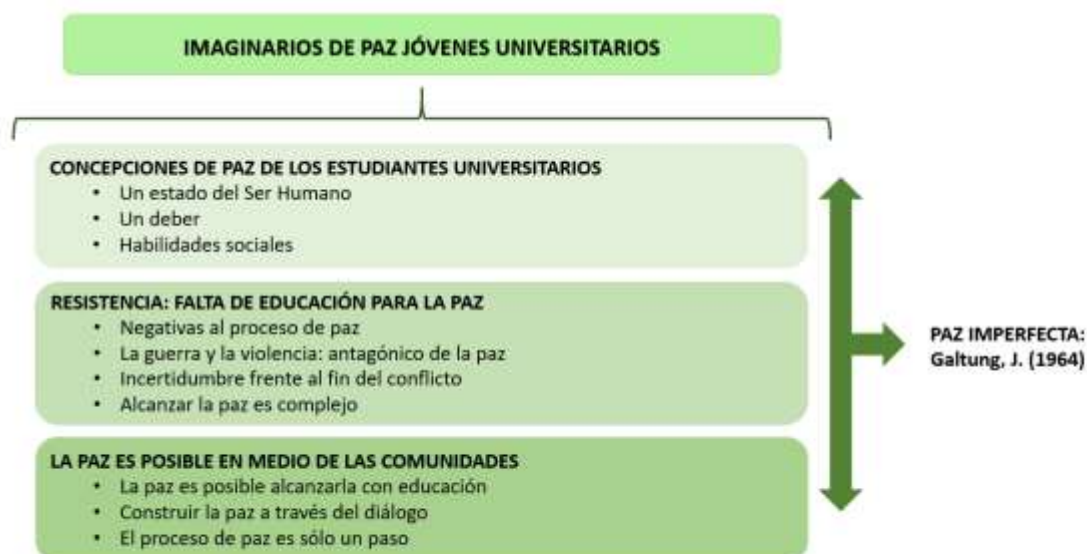 IMAGINARIOS DE PAZ JÓVENES UNIVERSITARIOS
CONCEPCIONES DE PAZ DE LOS ESTUDIANTES UNIVERSITARIOS
• Un estado del Ser Humano
• Un deber
• Habilidades sociales
RESISTENCIA: FALTA DE EDUCACIÓN PARA LA PAZ
• Negativas al proceso de paz
• La guerra y la violencia: antagónico de la paz
• Incertidumbre frente al fin del conflicto
• Alcanzar la paz es complejo
PAZ IMPERFECTA:
Galtung, J. (1964)
LA PAZ ES POSIBLE EN MEDIO DE LAS COMUNIDADES
• La paz es posible alcanzarla con educación
• Construir la paz a través del diálogo
• El proceso de paz es sólo un paso